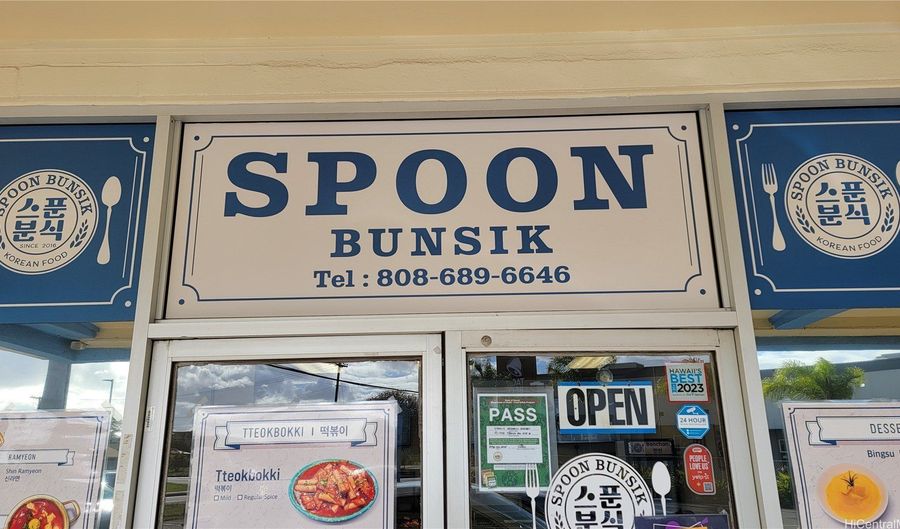 SPOON
BUNSIK
Tel : 808-689-6646
SPOON BUNSIK
스푼
분식
SINCE 2016
KOREAN FOOD
SPOON BUNSIK
스푼
분식
KOREAN FOOD
RAMYEON
Shin Ramyeon
신라면
TTEOKBOKKI | 떡볶이
Tteokbokki
떡볶이
Mild
Regular Spice
PASS
OPEN
HAWAII'S
BEST
2023
24 HOUR
PEOPLE
LOVE US
yelp
SPOON BUNSIK
스푼
분식
DESSE
Bingsu
HiCentral